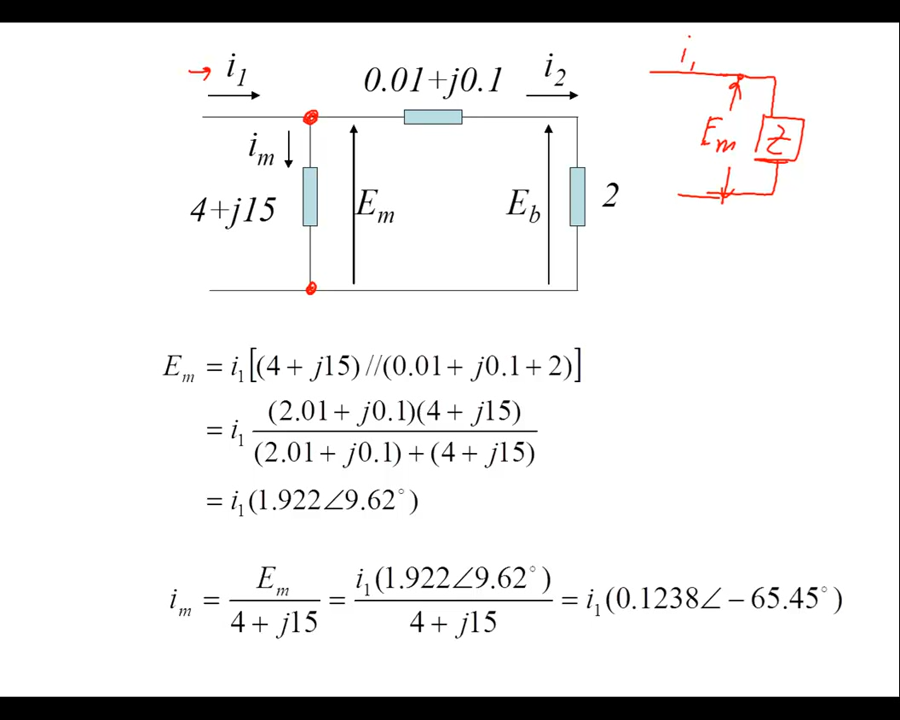 → i₁ 0.01+j0.1 i₂
i₁
iₘ
4+j15 Eₘ E_b 2
Eₘ Z
Eₘ = i₁[(4 + j15)//(0.01 + j0.1 + 2)]
= i₁ (2.01 + j0.1)(4 + j15) / (2.01 + j0.1) + (4 + j15)
= i₁(1.922∠9.62°)
iₘ = Eₘ / 4 + j15 = i₁(1.922∠9.62°) / 4 + j15 = i₁(0.1238∠ − 65.45°)